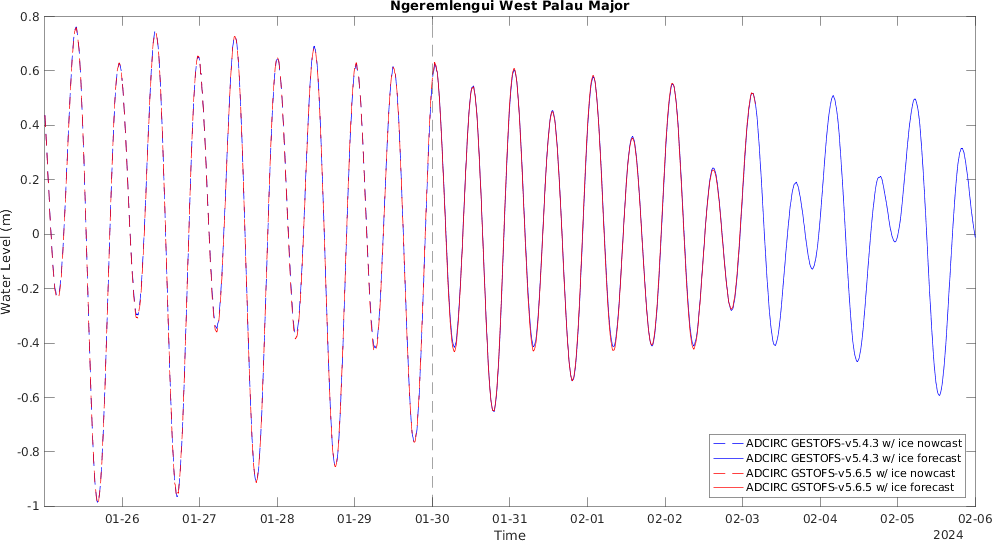 Ngeremlengui West Palau Major
0.8
0.6
0.4
0.2
0
-0.2
-0.4
-0.6
-0.8
-1
Water Level (m)
01-26 01-27 01-28 01-29 01-30 01-31 02-01 02-02 02-03 02-04 02-05 02-06
Time
2024
ADCIRC GESTOFS-v5.4.3 w/ ice nowcast
ADCIRC GESTOFS-v5.4.3 w/ ice forecast
ADCIRC GSTOFS-v5.6.5 w/ ice nowcast
ADCIRC GSTOFS-v5.6.5 w/ ice forecast